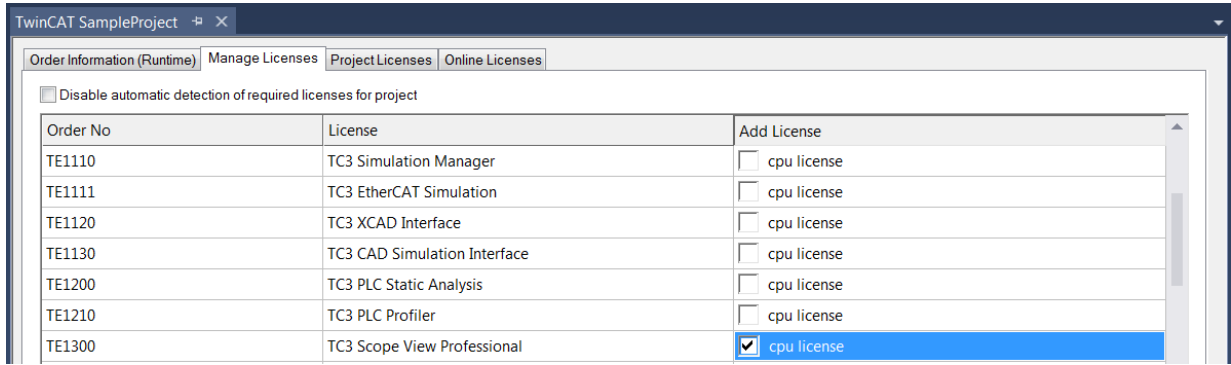 TwinCAT SampleProject
Order Information (Runtime) Manage Licenses Project Licenses Online Licenses
Disable automatic detection of required licenses for project
Order No License Add License
TE1110 TC3 Simulation Manager cpu license
TE1111 TC3 EtherCAT Simulation cpu license
TE1120 TC3 XCAD Interface cpu license
TE1130 TC3 CAD Simulation Interface cpu license
TE1200 TC3 PLC Static Analysis cpu license
TE1210 TC3 PLC Profiler cpu license
TE1300 TC3 Scope View Professional cpu license